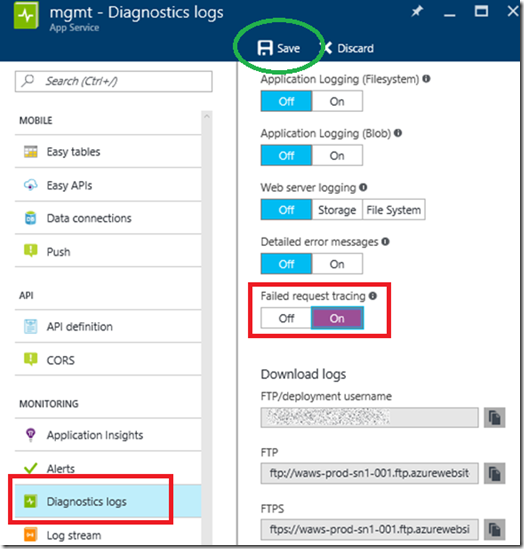 mgmt - Diagnostics logs
App Service
Save
Discard
Search (Ctrl+/)
MOBILE
Easy tables
Easy APIs
Data connections
Push
API
API definition
CORS
MONITORING
Application Insights
Alerts
Diagnostics logs
Log stream
Application Logging (Filesystem)
Off On
Application Logging (Blob)
Off On
Web server logging
Off Storage File System
Detailed error messages
Off On
Failed request tracing
Off On
Download logs
FTP/deployment username
FTP
ftp://waws-prod-sn1-001.ftp.azurewebsit
FTPS
ftps://waws-prod-sn1-001.ftp.azurewebsi